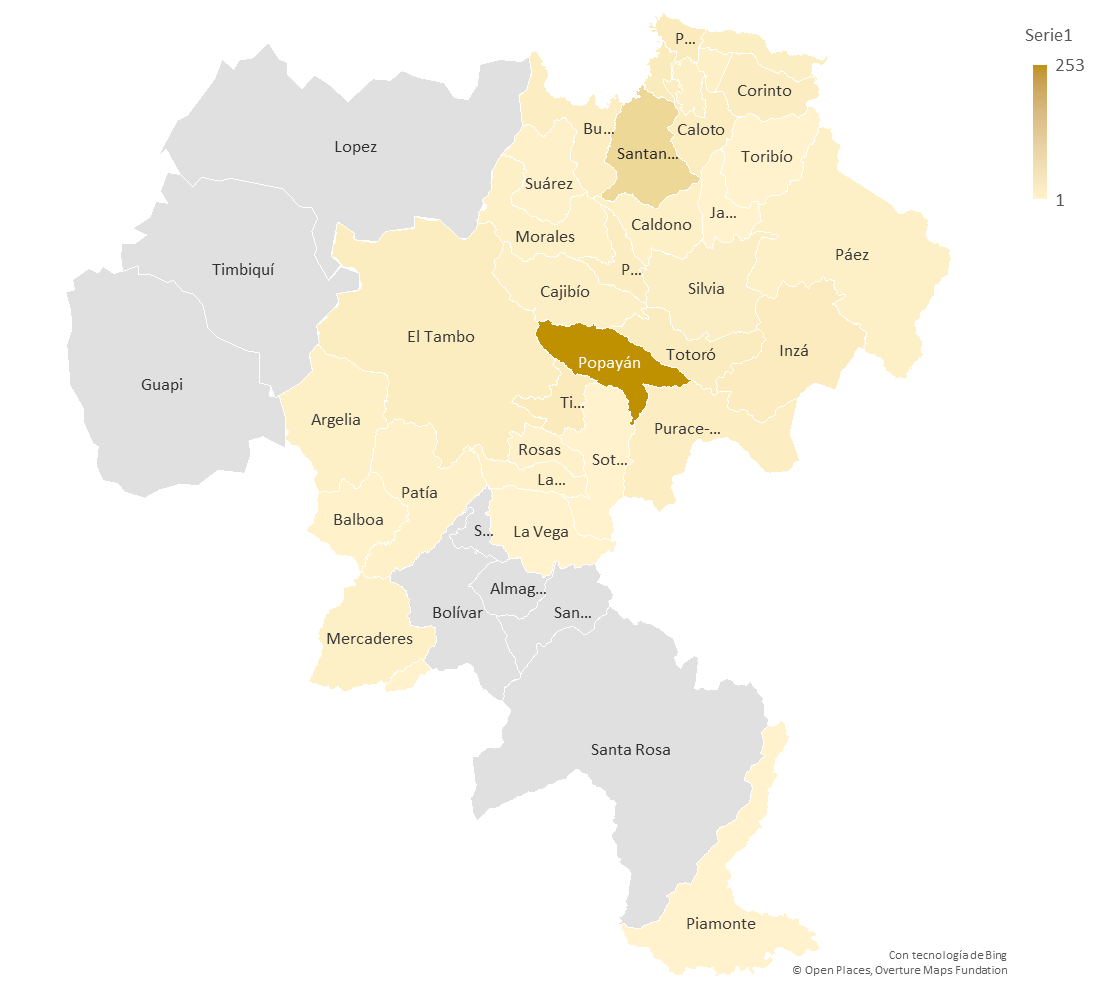 Serie1
253
1
P...
Corinto
Bu...
Caloto
Lopez
Santan...
Toribío
Suárez
Ja...
Caldono
Morales
Páez
P...
Timbiquí
Silvia
Cajibío
El Tambo
Inzá
Totoró
Popayán
Guapi
Ti...
Argelia
Purace-...
Rosas
Sot...
La...
Patía
Balboa
S...
La Vega
Almag...
Bolívar
San...
Mercaderes
Santa Rosa
Piamonte
Con tecnología de Bing
© Open Places, Overture Maps Fundation